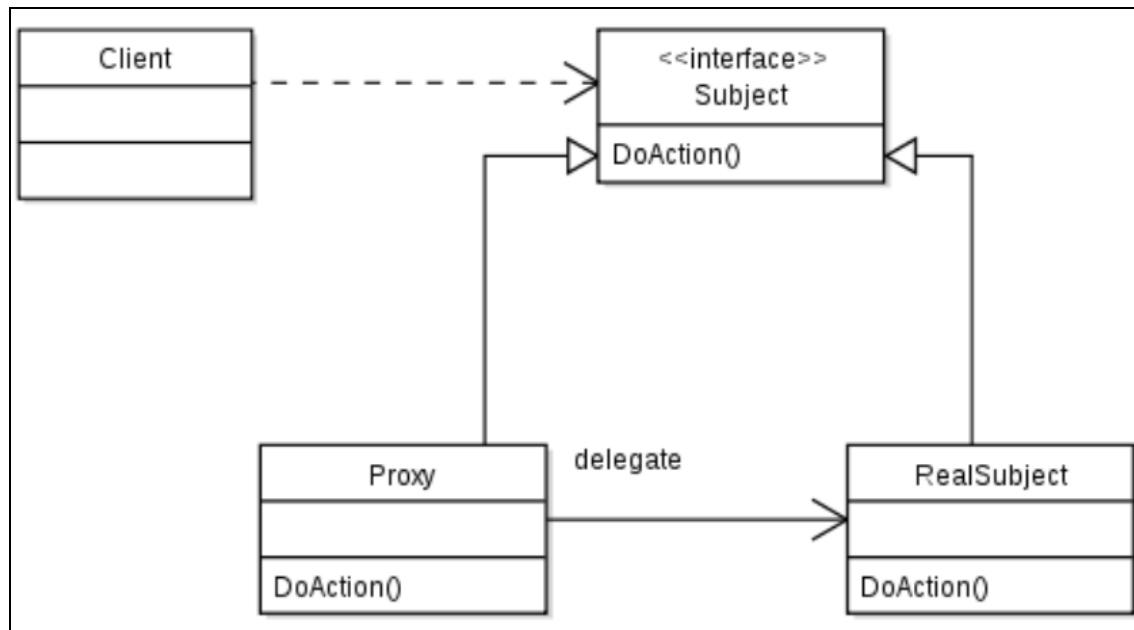 Client
<<interface>>
Subject
DoAction()
Proxy
DoAction()
delegate
RealSubject
DoAction()